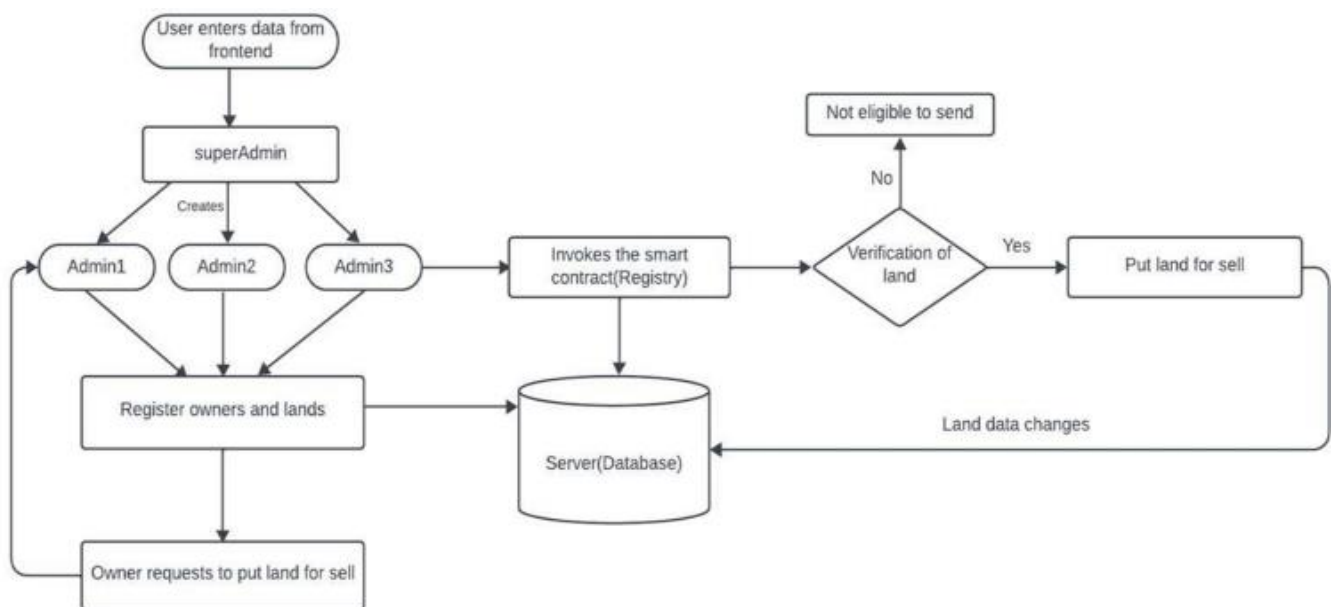 User enters data from
frontend
superAdmin
Creates
Admin1
Admin2
Admin3
Invokes the smart
contract(Registry)
Not eligible to send
No
Verification of
land
Yes
Put land for sell
Register owners and lands
Server(Database)
Land data changes
Owner requests to put land for sell